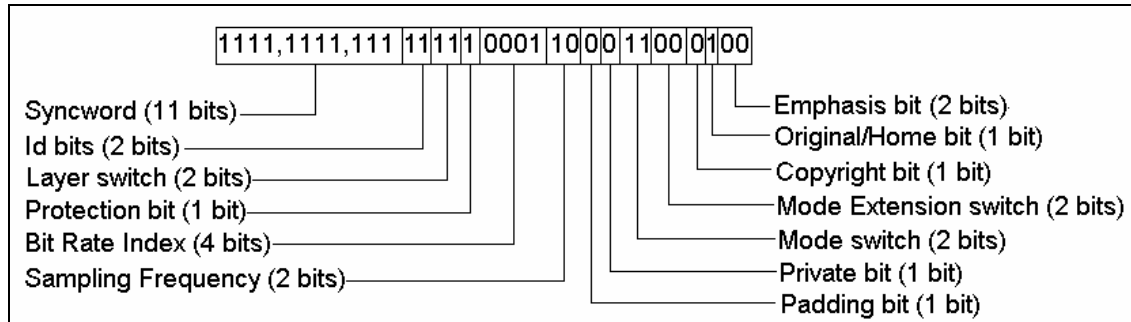 1111,1111,111 11 11 1 0001 10 0 0 11 00 0 1 00
Syncword (11 bits)
Id bits (2 bits)
Layer switch (2 bits)
Protection bit (1 bit)
Bit Rate Index (4 bits)
Sampling Frequency (2 bits)
Emphasis bit (2 bits)
Original/Home bit (1 bit)
Copyright bit (1 bit)
Mode Extension switch (2 bits)
Mode switch (2 bits)
Private bit (1 bit)
Padding bit (1 bit)